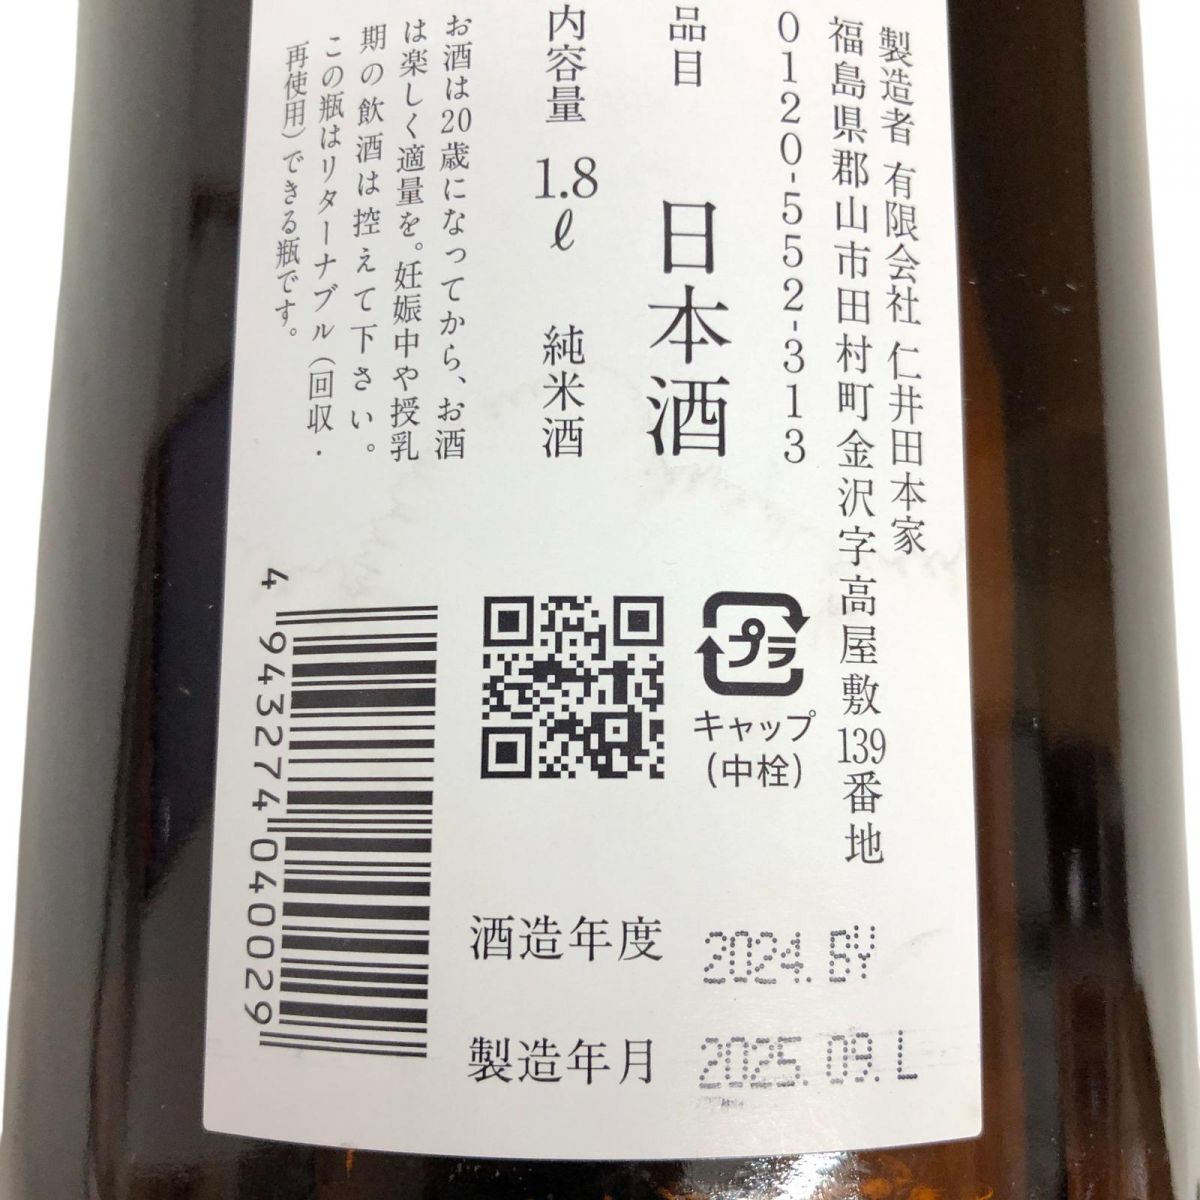 製造者 有限会社 仁井田本家
福島県郡山市田村町金沢字高屋敷139番地
0120-552-313
品目 日本酒
内容量 1.8ℓ 純米酒
お酒は20歳になってから、お酒
は楽しく適量を。妊娠中や授乳
期の飲酒は控えて下さい。
この瓶はリターナブル(回収・
再使用)できる瓶です。
プラ
キャップ
(中栓)
4 943274 040029
酒造年度 2024.BY
製造年月 2025.09.L